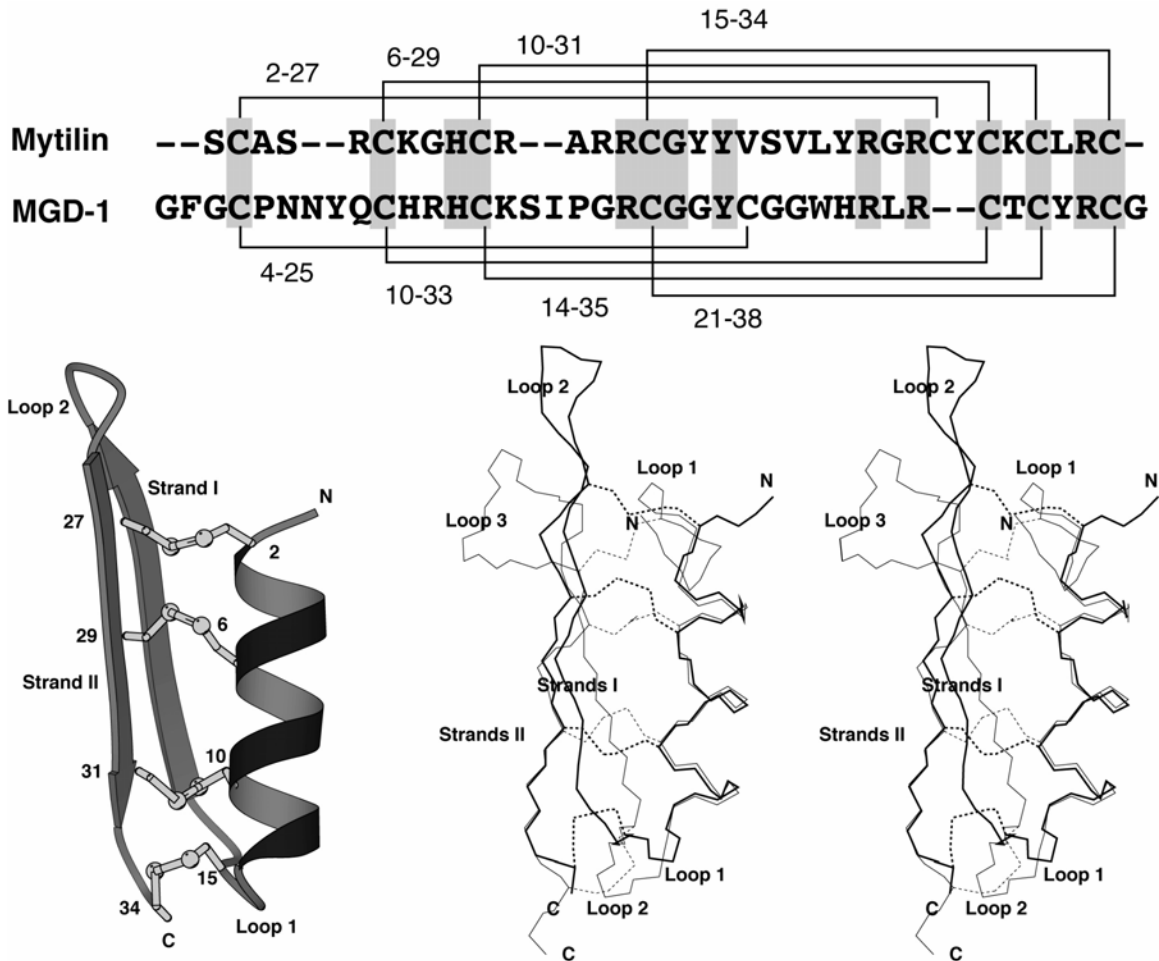 15-34
10-31
6-29
2-27
Mytilin --SCAS--RCKGHCR--ARRCGYYVSVLYRGRCYCKCLRC-
MGD-1 GFGCPNNYQCHRHCKSIPGRCGGYCGGWHRLR--CTCYRCG
4-25
10-33
14-35
21-38
Loop 2
Strand I
N
27
2
29
6
Strand II
31
10
15
34
C
Loop 1
Loop 2
Loop 1
N
Loop 3
N
Strands I
Strands II
Loop 1
C
Loop 2
C
Loop 2
Loop 1
N
Loop 3
N
Strands I
Strands II
Loop 1
C
Loop 2
C